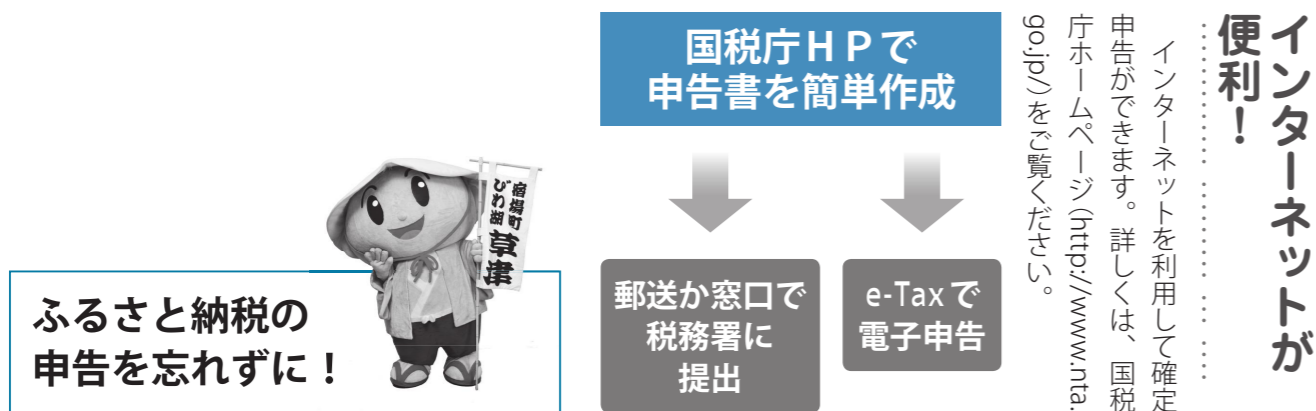 インターネットが
便利！
インターネットを利用して確定
申告ができます。詳しくは、国税
庁ホームページ(http://www.nta.
go.jp/)をご覧ください。
国税庁ＨＰで
申告書を簡単作成
e-Taxで
電子申告
郵送か窓口で
税務署に
提出
宿場町
びわ湖
草津
ふるさと納税の
申告を忘れずに！